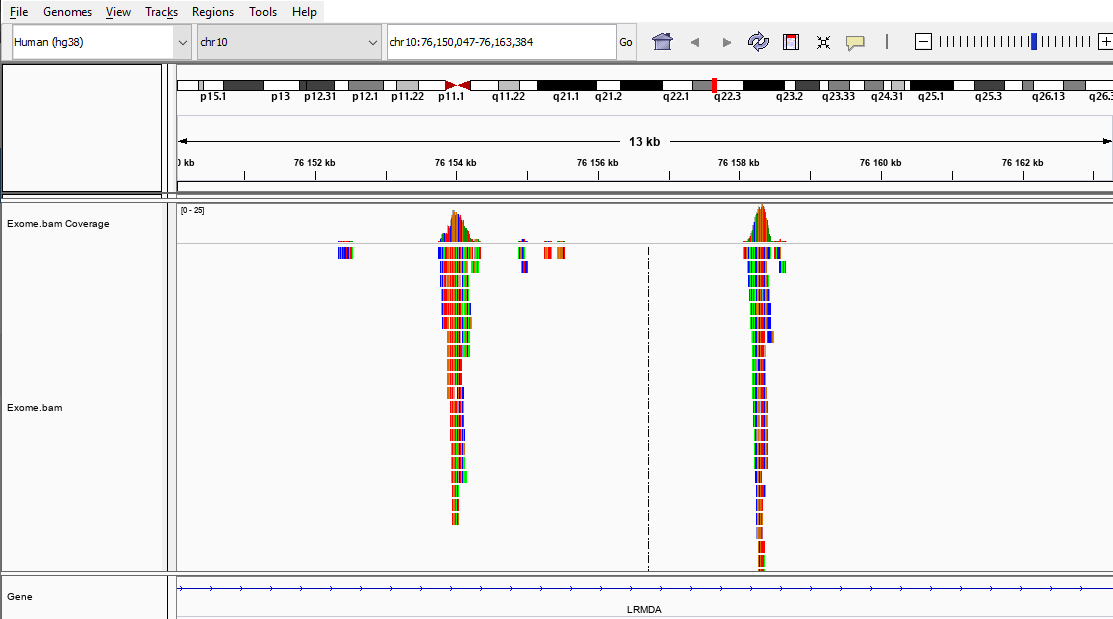 File Genomes View Tracks Regions Tools Help
Human (hg38) chr10 chr10:76,150,047-76,163,384 Go
p15.1 p13 p12.31 p12.1 p11.22 p11.1 q11.22 q21.1 q21.2 q22.1 q22.3 q23.2 q23.33 q24.31 q25.1 q25.3 q26.13 q26.3
13 kb
0 kb 76 152 kb 76 154 kb 76 156 kb 76 158 kb 76 160 kb 76 162 kb
[0 - 25]
Exome.bam Coverage
Exome.bam
Gene
LRMDA